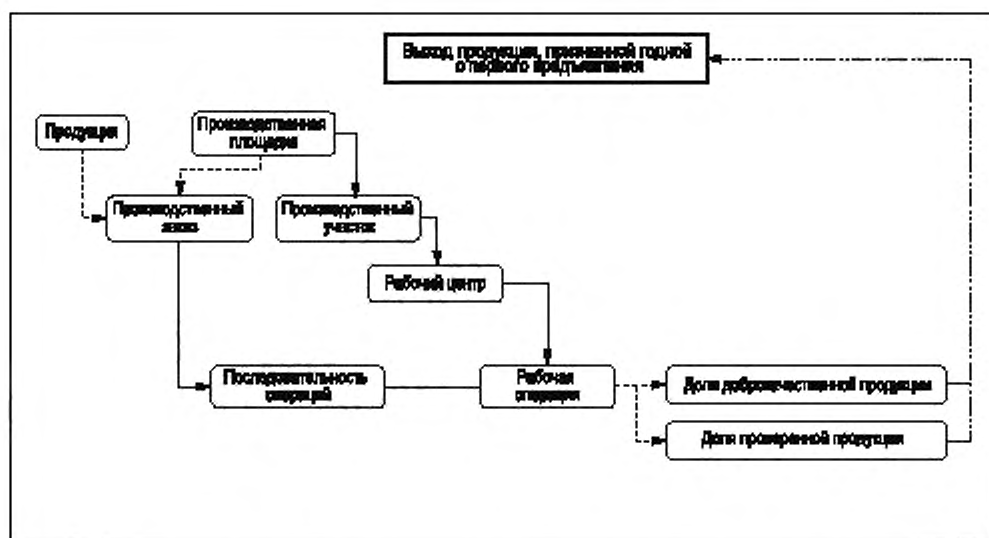 Выход продукции, признанной годной
с первого предъявления
Продукция
Производственная
площадка
Производственный
заказ
Производственный
участок
Рабочий центр
Последовательность
операций
Рабочая
операция
Доля доброкачественной продукции
Доля проверенной продукции